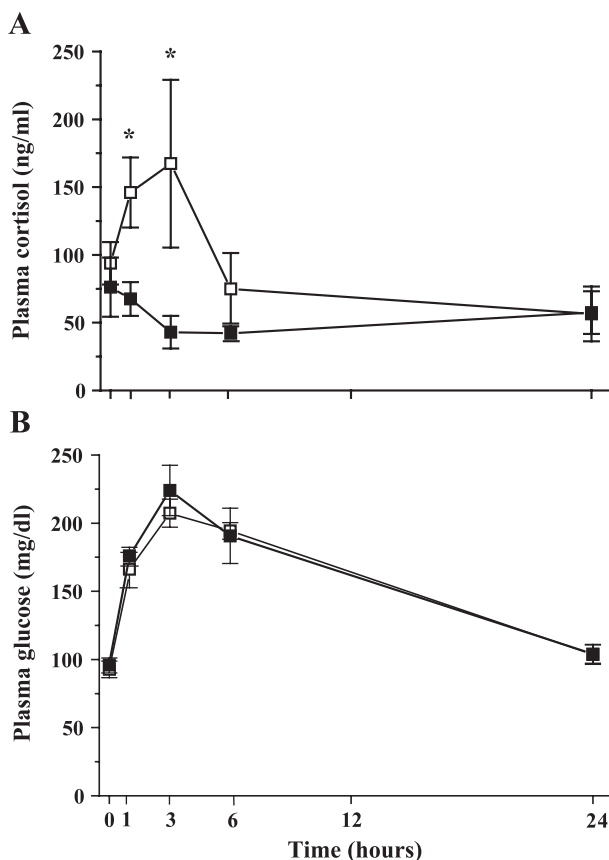 A
*
*
250
200
150
100
50
0
Plasma cortisol (ng/ml)
B
250
200
150
100
50
0
Plasma glucose (mg/dl)
0 1 3 6 12 24
Time (hours)